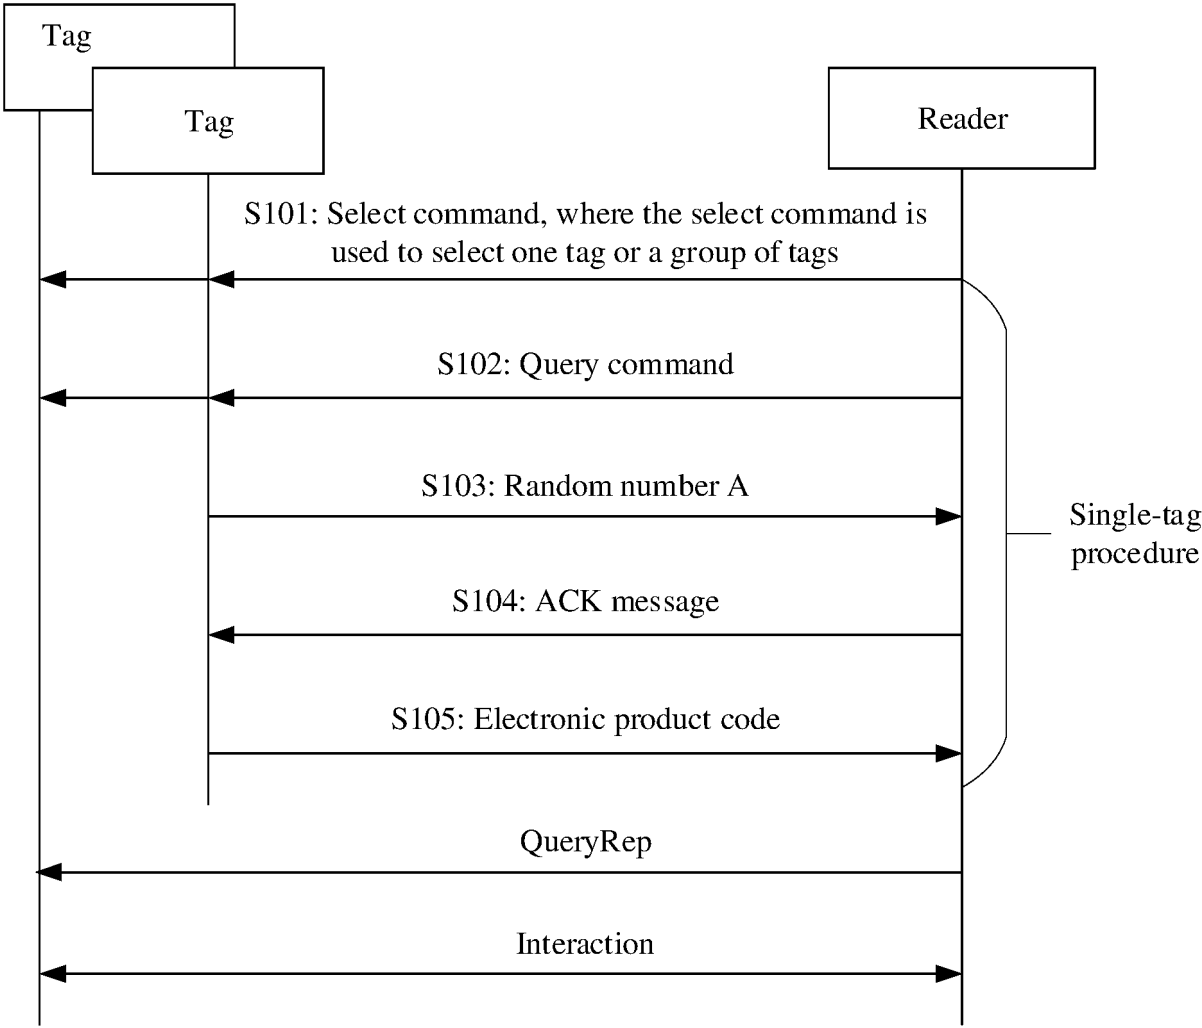 Tag
Tag
Reader
S101: Select command, where the select command is
used to select one tag or a group of tags
S102: Query command
S103: Random number A
Single-tag
procedure
S104: ACK message
S105: Electronic product code
QueryRep
Interaction